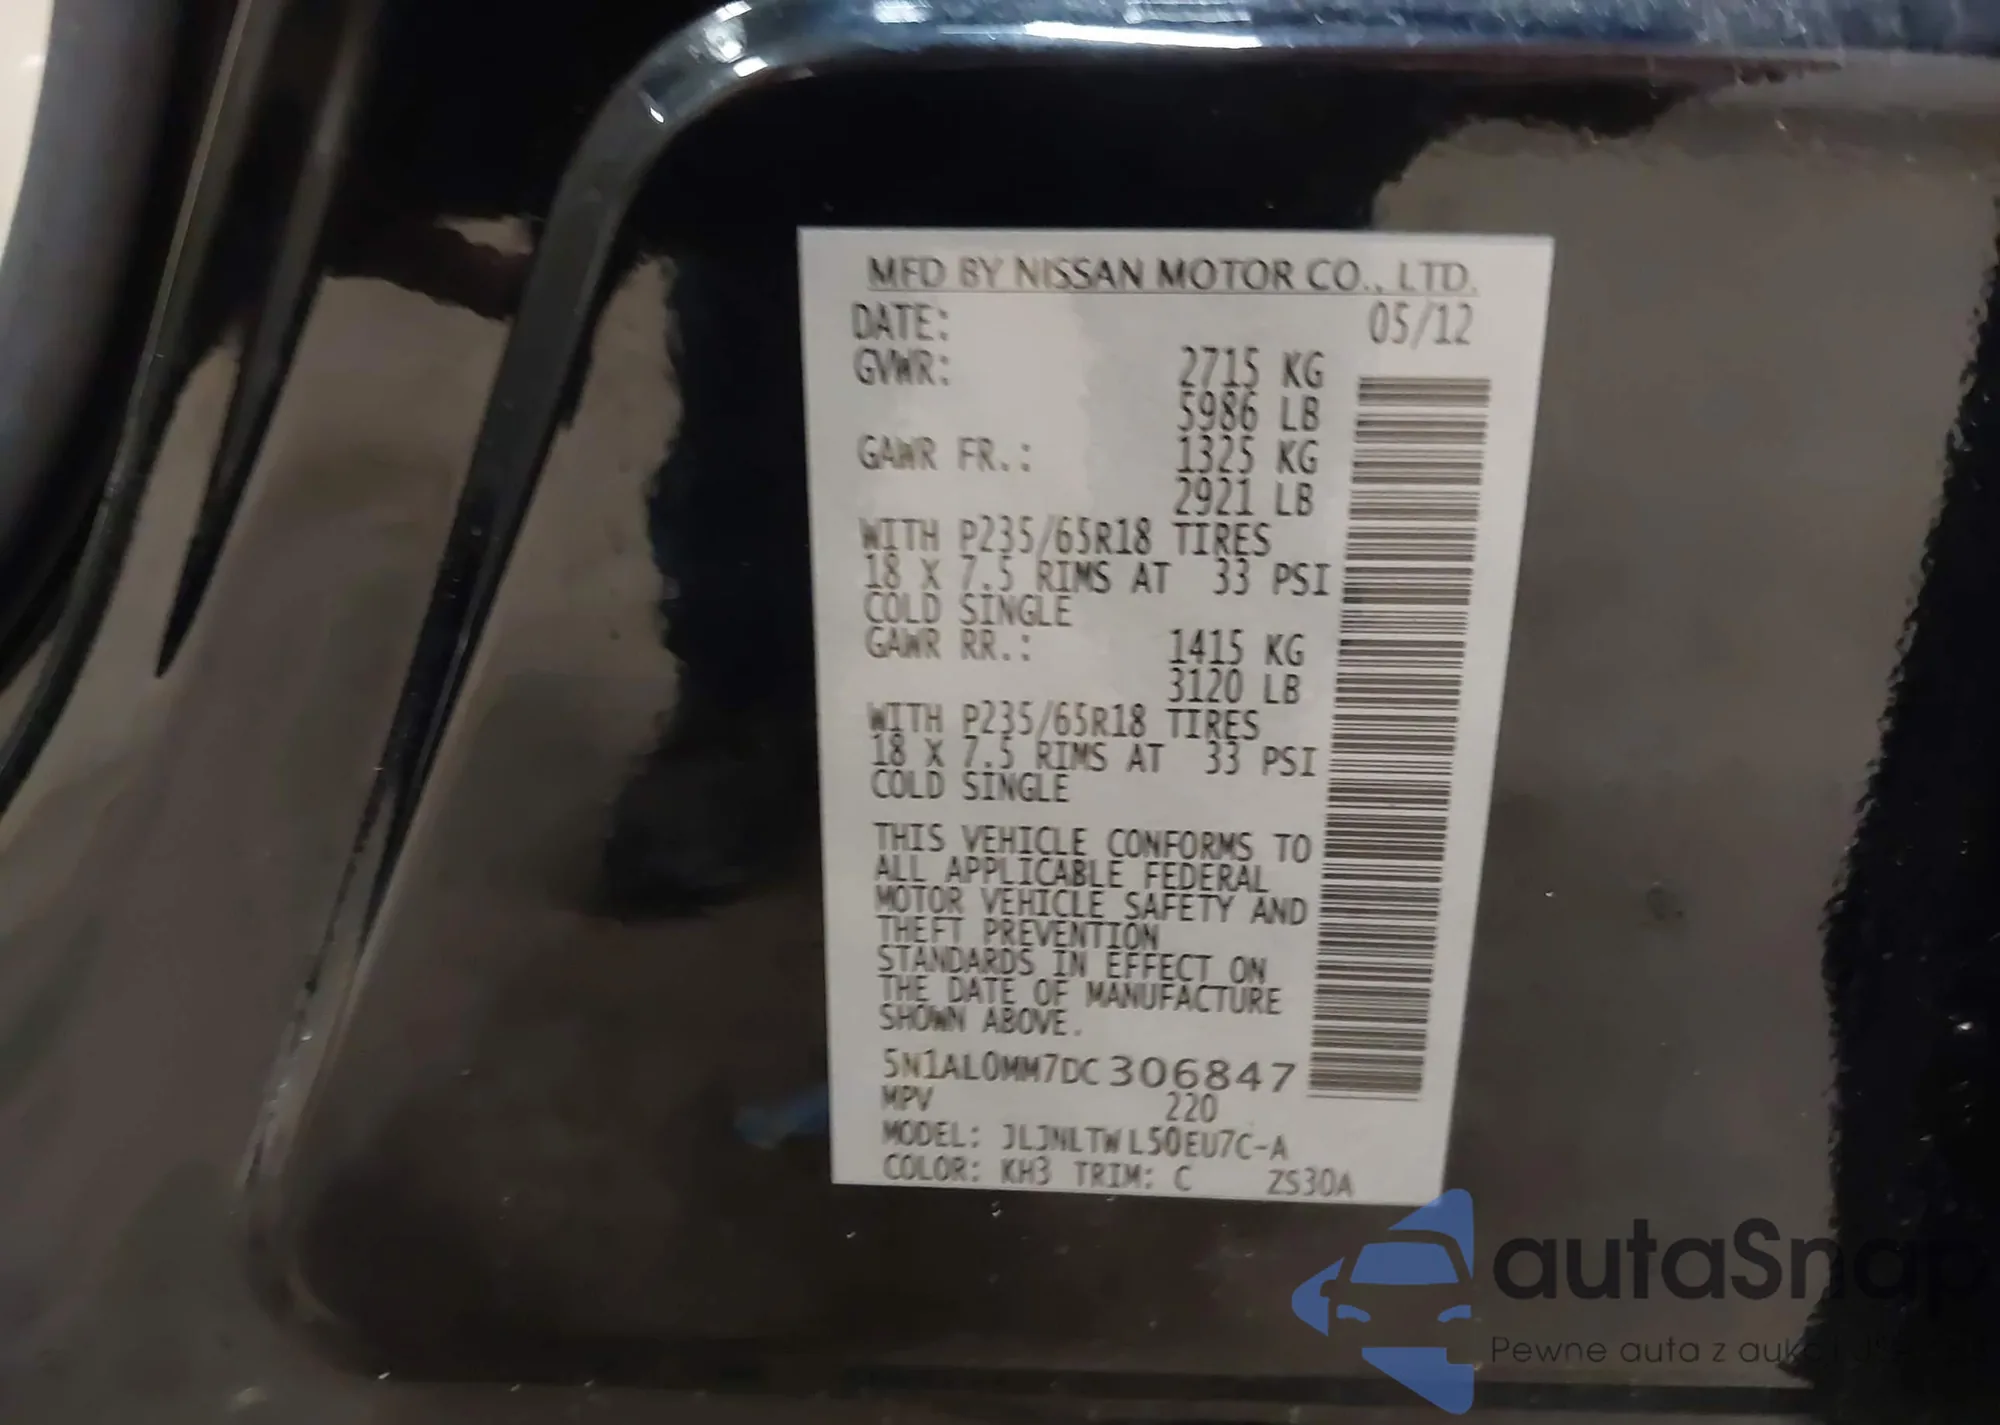 MFD BY NISSAN MOTOR CO., LTD.
DATE: 05/12
GVWR: 2715 KG
5986 LB
GAWR FR.: 1325 KG
2921 LB
WITH P235/65R18 TIRES
18 X 7.5 RIMS AT 33 PSI
COLD SINGLE
GAWR RR.: 1415 KG
3120 LB
WITH P235/65R18 TIRES
18 X 7.5 RIMS AT 33 PSI
COLD SINGLE
THIS VEHICLE CONFORMS TO
ALL APPLICABLE FEDERAL
MOTOR VEHICLE SAFETY AND
THEFT PREVENTION
STANDARDS IN EFFECT ON
THE DATE OF MANUFACTURE
SHOWN ABOVE.
5N1AL0MM7DC306847
MPV 220
MODEL: JLJNLTWL50EU7C-A
COLOR: KH3 TRIM: C ZS30A
autaSnap
Pewne auta z